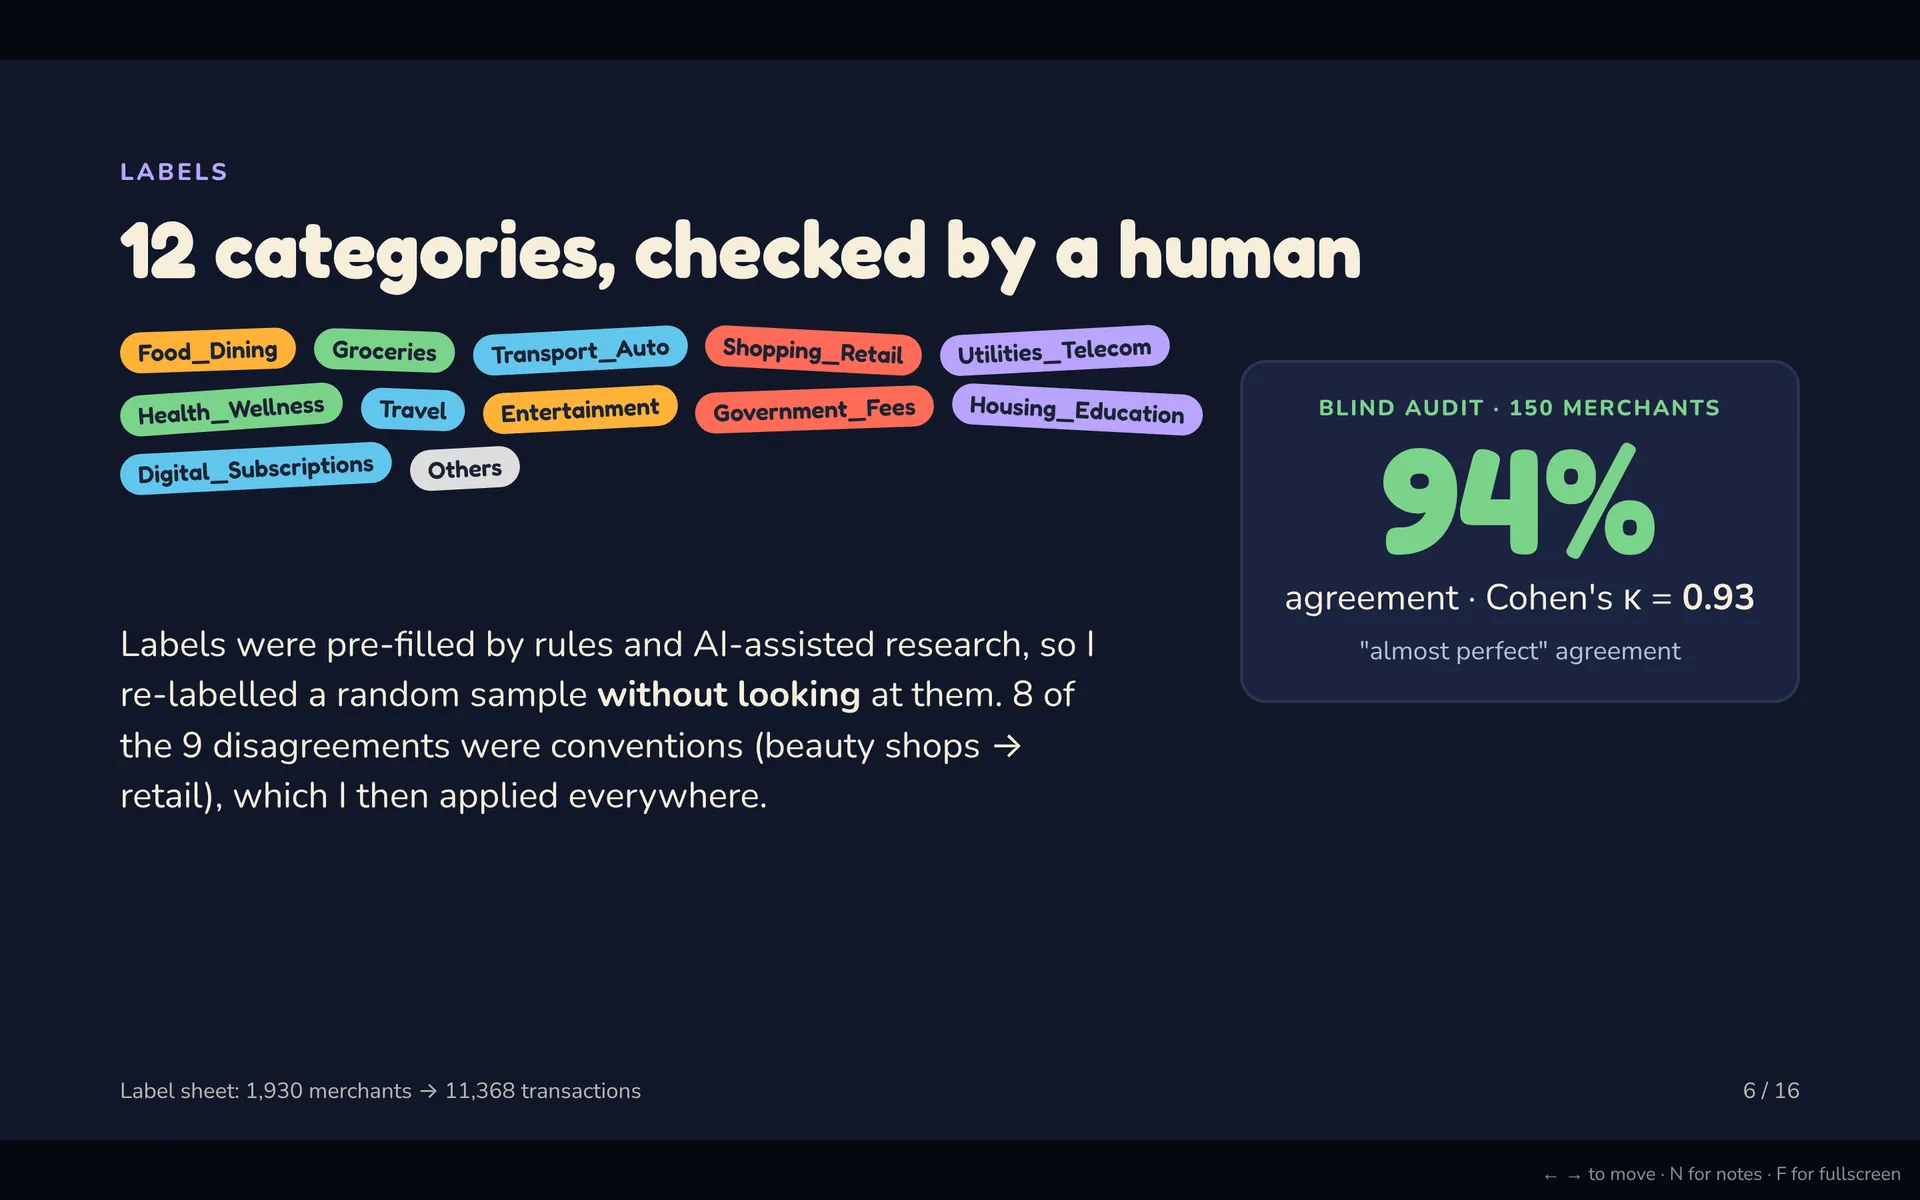 LABELS
12 categories, checked by a human
Food_Dining Groceries Transport_Auto Shopping_Retail Utilities_Telecom
Health_Wellness Travel Entertainment Government_Fees Housing_Education
Digital_Subscriptions Others
BLIND AUDIT · 150 MERCHANTS
94%
agreement · Cohen's κ = 0.93
"almost perfect" agreement
Labels were pre-filled by rules and AI-assisted research, so I
re-labelled a random sample without looking at them. 8 of
the 9 disagreements were conventions (beauty shops →
retail), which I then applied everywhere.
Label sheet: 1,930 merchants → 11,368 transactions
6 / 16
← → to move · N for notes · F for fullscreen